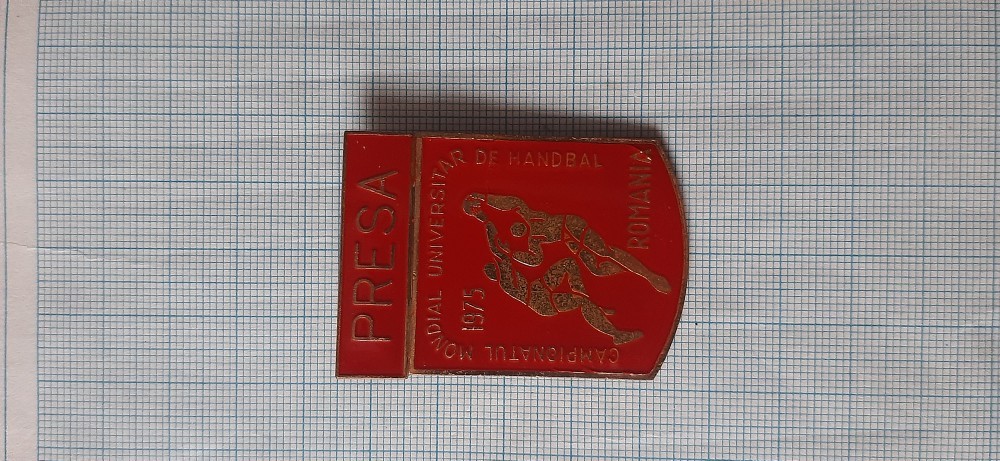 PRESA
CAMPIONATUL MONDIAL UNIVERSITAR DE HANDBAL
1975
ROMANIA